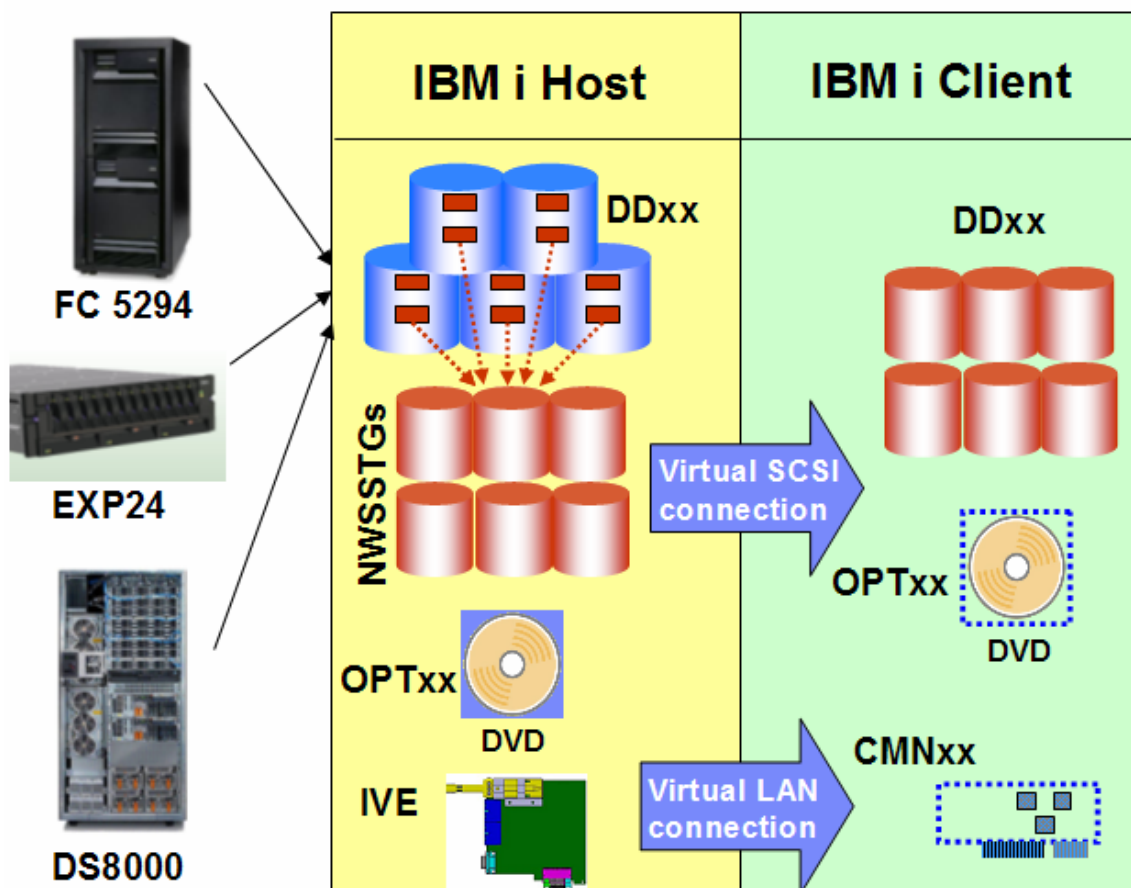 IBM i Host
IBM i Client
FC 5294
EXP24
DS8000
DDxx
NWSSTGs
OPTxx
DVD
IVE
Virtual SCSI
connection
Virtual LAN
connection
DDxx
OPTxx
DVD
CMNxx